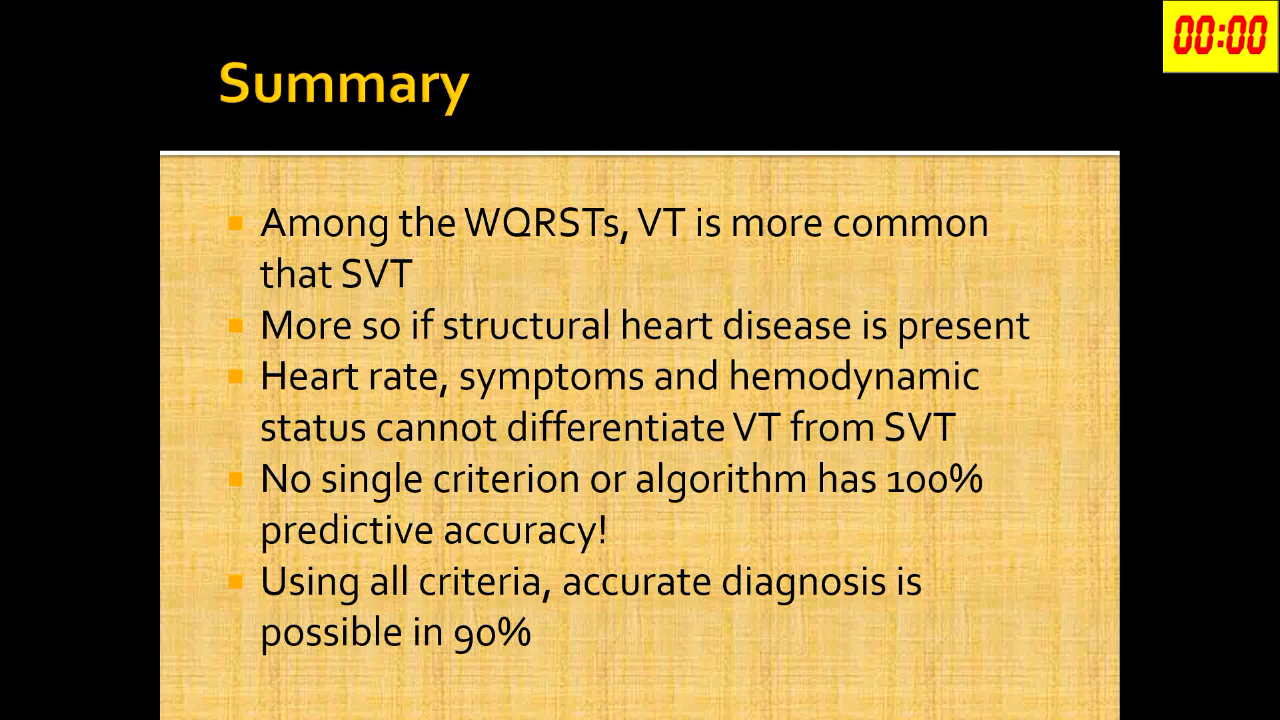 00:00
Summary
Among the WQRSTs, VT is more common
that SVT
More so if structural heart disease is present
Heart rate, symptoms and hemodynamic
status cannot differentiate VT from SVT
No single criterion or algorithm has 100%
predictive accuracy!
Using all criteria, accurate diagnosis is
possible in 90%